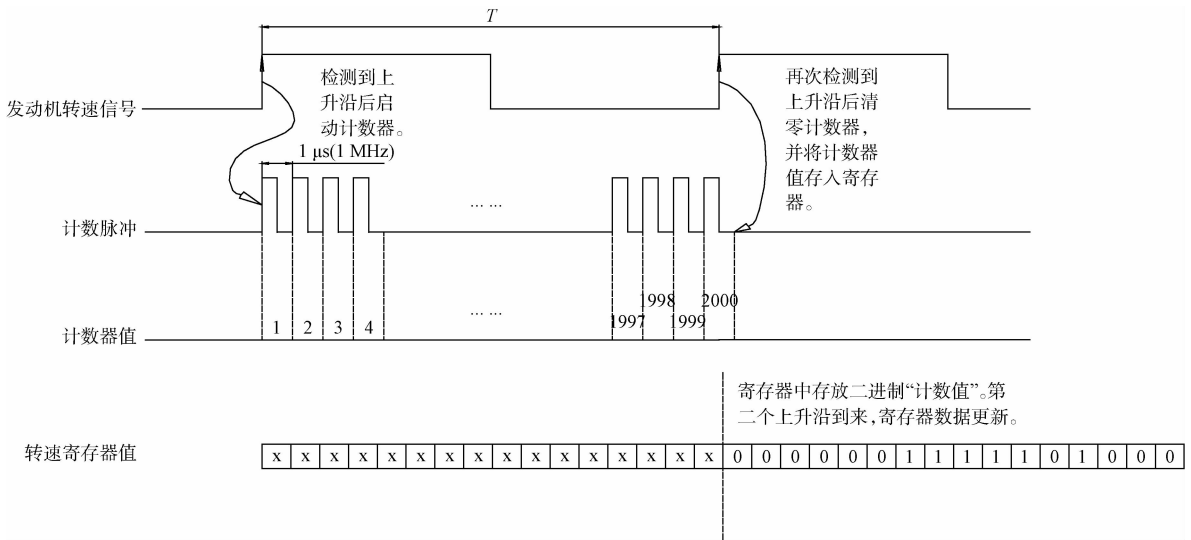 T
检测到上
升沿后启
动计数器。
再次检测到
上升沿后清
零计数器，
并将计数器
值存入寄存
器。
发动机转速信号
1 μs(1 MHz)
计数脉冲
... ...
计数器值
1 2 3 4
... ...
1997 1998 1999 2000
寄存器中存放二进制“计数值”。第
二个上升沿到来，寄存器数据更新。
转速寄存器值
x x x x x x x x x x x x x x x x 0 0 0 0 0 0 1 1 1 1 1 0 1 0 0 0